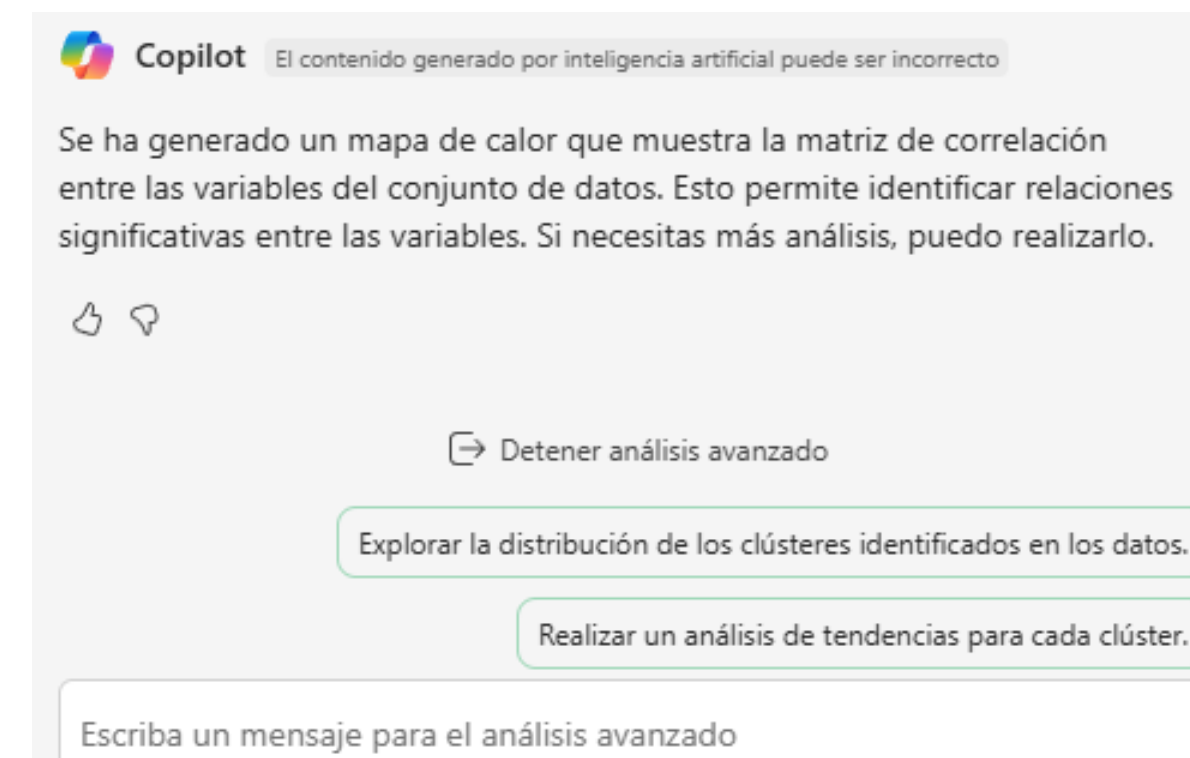 Copilot El contenido generado por inteligencia artificial puede ser incorrecto
Se ha generado un mapa de calor que muestra la matriz de correlación
entre las variables del conjunto de datos. Esto permite identificar relaciones
significativas entre las variables. Si necesitas más análisis, puedo realizarlo.
Detener análisis avanzado
Explorar la distribución de los clústeres identificados en los datos.
Realizar un análisis de tendencias para cada clúster.
Escriba un mensaje para el análisis avanzado